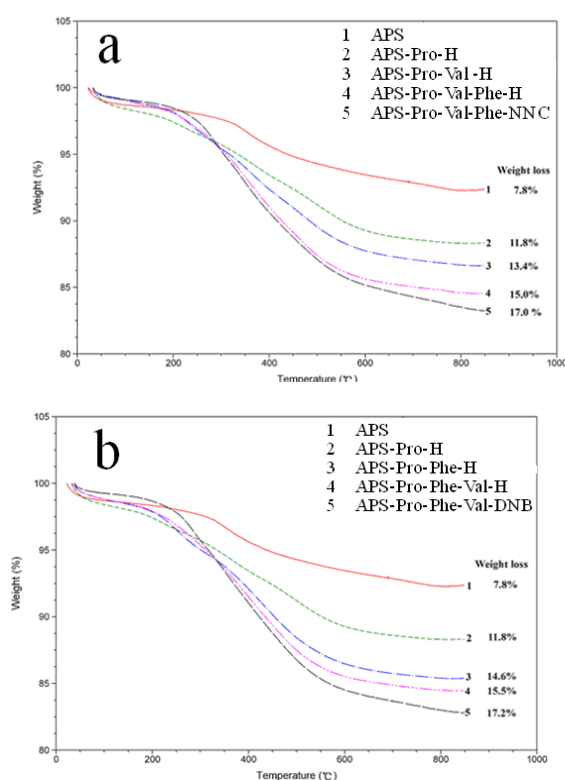 105
a
1 APS
2 APS-Pro-H
3 APS-Pro-Val -H
4 APS-Pro-Val-Phe-H
5 APS-Pro-Val-Phe-NNC
100
95
90
85
80
Weight (%)
Weight loss
1 7.8%
2 11.8%
3 13.4%
4 15.0%
5 17.0 %
0 200 400 600 800 1000
Temperature (℃)
105
b
1 APS
2 APS-Pro-H
3 APS-Pro-Phe-H
4 APS-Pro-Phe-Val-H
5 APS-Pro-Phe-Val-DNB
100
95
90
85
80
Weight (%)
Weight loss
1 7.8%
2 11.8%
3 14.6%
4 15.5%
5 17.2%
0 200 400 600 800 1000
Temperature (℃)